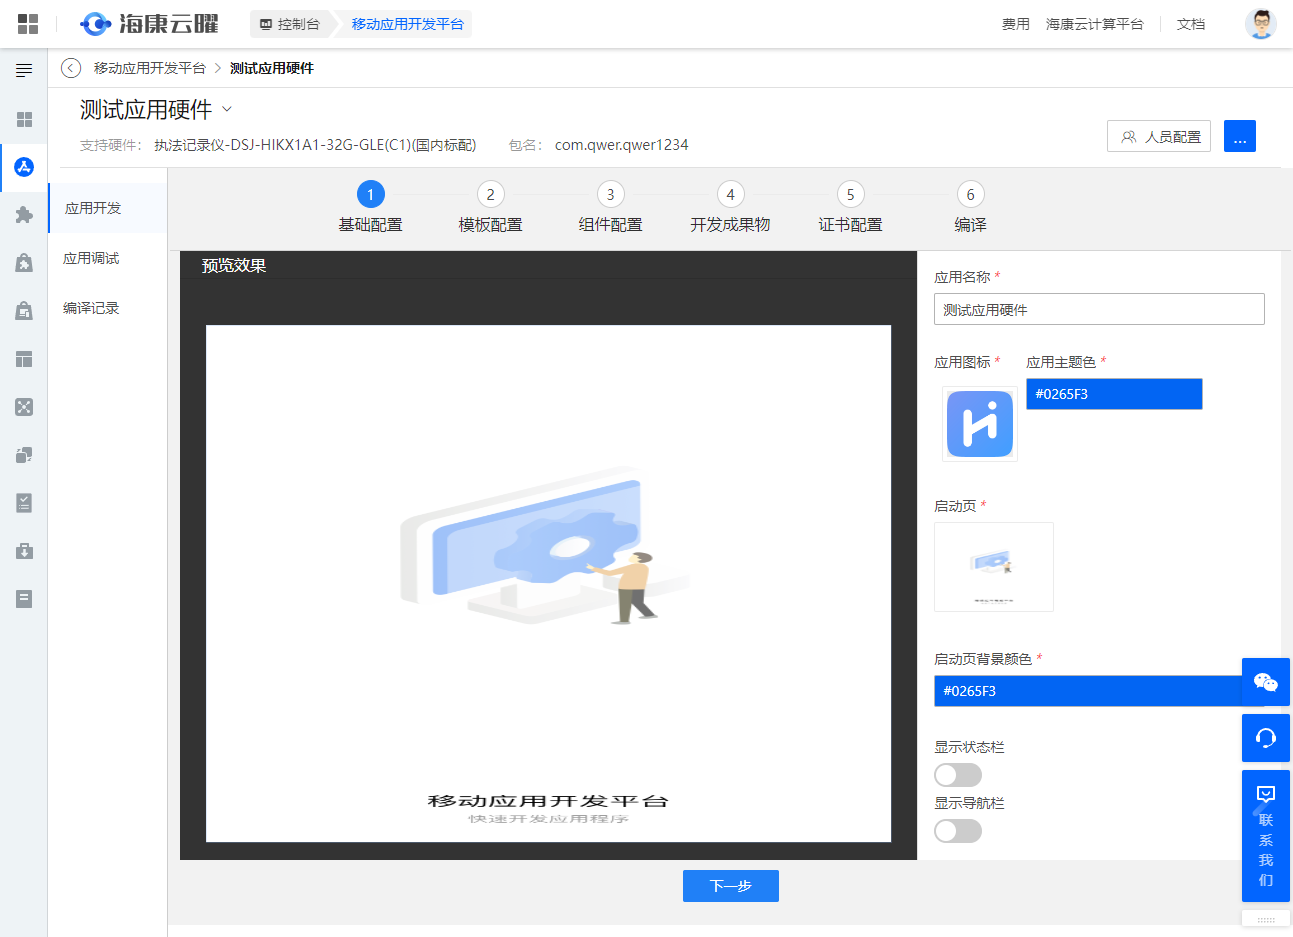 海康云曜
控制台
移动应用开发平台
费用
海康云计算平台
文档
移动应用开发平台
测试应用硬件
测试应用硬件
支持硬件： 执法记录仪-DSJ-HIKX1A1-32G-GLE(C1)(国内标配) 包名： com.qwer.qwer1234
人员配置
...
应用开发
应用调试
编译记录
1
2
3
4
5
6
基础配置
模板配置
组件配置
开发成果物
证书配置
编译
预览效果
移动应用开发平台
快速开发应用程序
应用名称 *
测试应用硬件
应用图标 *
应用主题色 *
#0265F3
启动页 *
启动页背景颜色 *
#0265F3
显示状态栏
显示导航栏
下一步
联
系
我
们